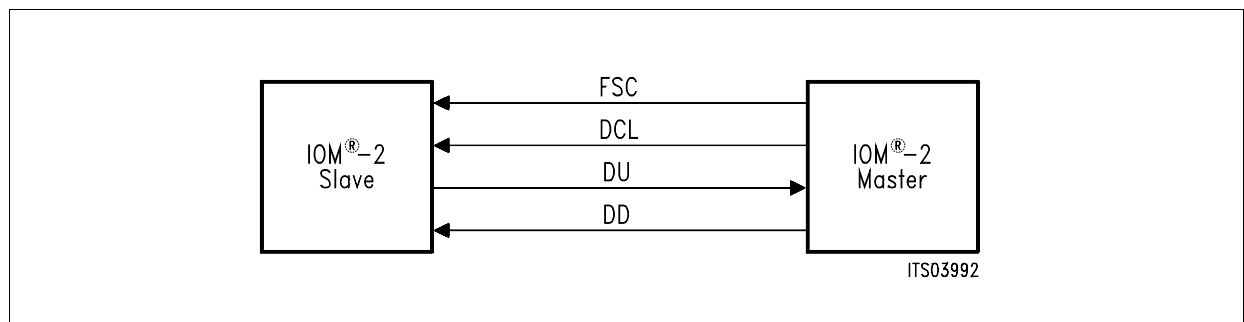 FSC
DCL
DU
DD
IOM®-2
Slave
IOM®-2
Master
ITS03992